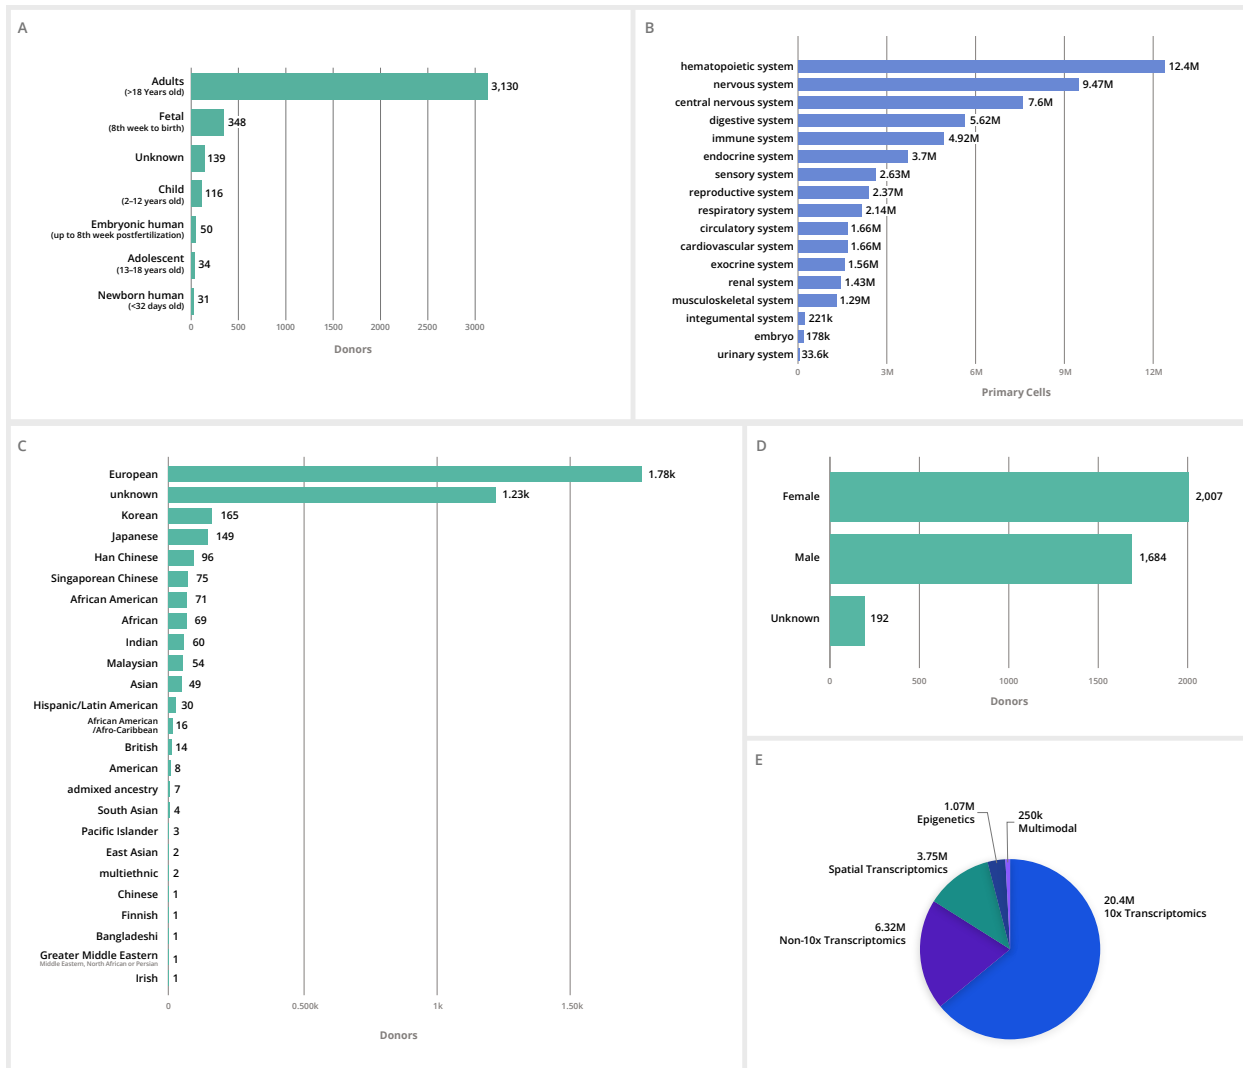 A
Adults
(>18 Years old)
3,130
Fetal
(8th week to birth)
348
Unknown
139
Child
(2–12 years old)
116
Embryonic human
(up to 8th week postfertilization)
50
Adolescent
(13–18 years old)
34
Newborn human
(<32 days old)
31
0 500 1000 1500 2000 2500 3000
Donors
B
hematopoietic system 12.4M
nervous system 9.47M
central nervous system 7.6M
digestive system 5.62M
immune system 4.92M
endocrine system 3.7M
sensory system 2.63M
reproductive system 2.37M
respiratory system 2.14M
circulatory system 1.66M
cardiovascular system 1.66M
exocrine system 1.56M
renal system 1.43M
musculoskeletal system 1.29M
integumental system 221k
embryo 178k
urinary system 33.6k
0 3M 6M 9M 12M
Primary Cells
C
European 1.78k
unknown 1.23k
Korean 165
Japanese 149
Han Chinese 96
Singaporean Chinese 75
African American 71
African 69
Indian 60
Malaysian 54
Asian 49
Hispanic/Latin American 30
African American
/Afro-Caribbean
16
British 14
American 8
admixed ancestry 7
South Asian 4
Pacific Islander 3
East Asian 2
multiethnic 2
Chinese 1
Finnish 1
Bangladeshi 1
Greater Middle Eastern
Middle Eastern, North African or Persian
1
Irish 1
0 0.500k 1k 1.50k
Donors
D
Female 2,007
Male 1,684
Unknown 192
0 500 1000 1500 2000
Donors
E
1.07M
Epigenetics
250k
Multimodal
3.75M
Spatial Transcriptomics
20.4M
10x Transcriptomics
6.32M
Non-10x Transcriptomics